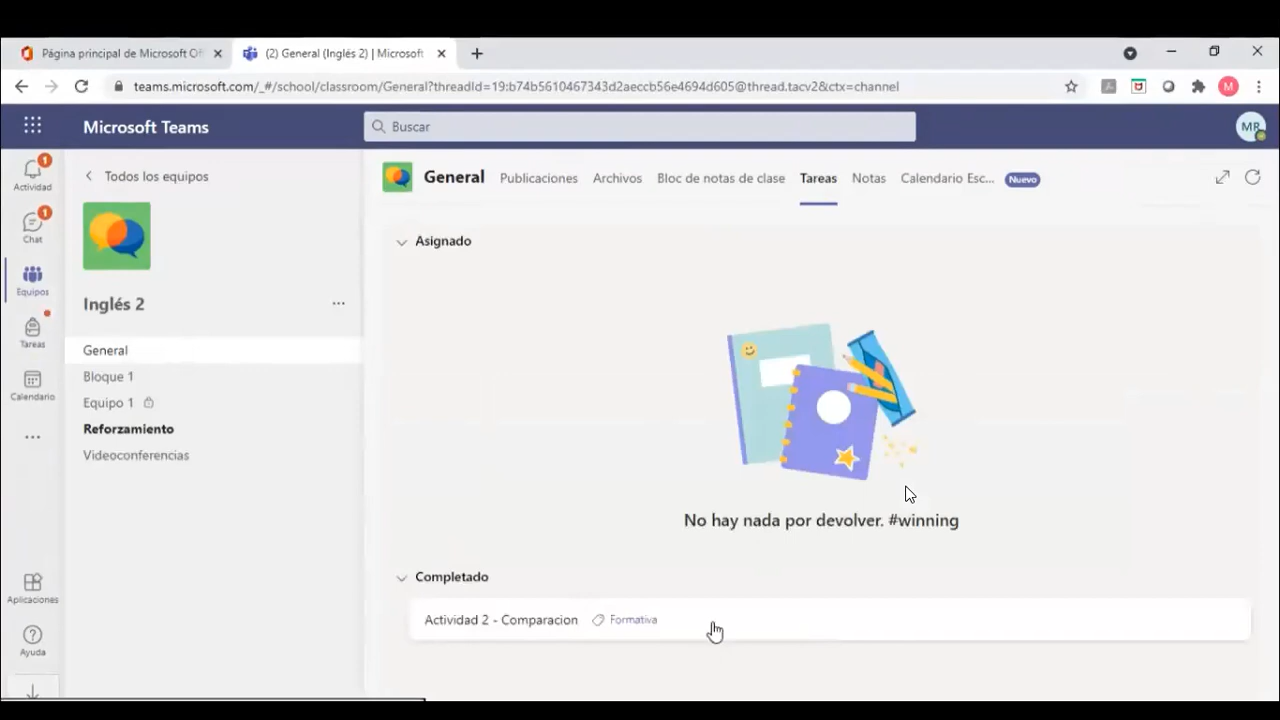 Página principal de Microsoft Of
(2) General (Inglés 2) | Microsoft
teams.microsoft.com/_#/school/classroom/General?threadId=19:b74b5610467343d2aeccb56e4694d605@thread.tacv2&ctx=channel
M
Microsoft Teams
Buscar
MR
1
Actividad
1
Chat
Equipos
Tareas
Calendario
Aplicaciones
Ayuda
Todos los equipos
Inglés 2
General
Bloque 1
Equipo 1
Reforzamiento
Videoconferencias
General Publicaciones Archivos Bloc de notas de clase Tareas Notas Calendario Esc... Nuevo
Asignado
No hay nada por devolver. #winning
Completado
Actividad 2 - Comparacion Formativa